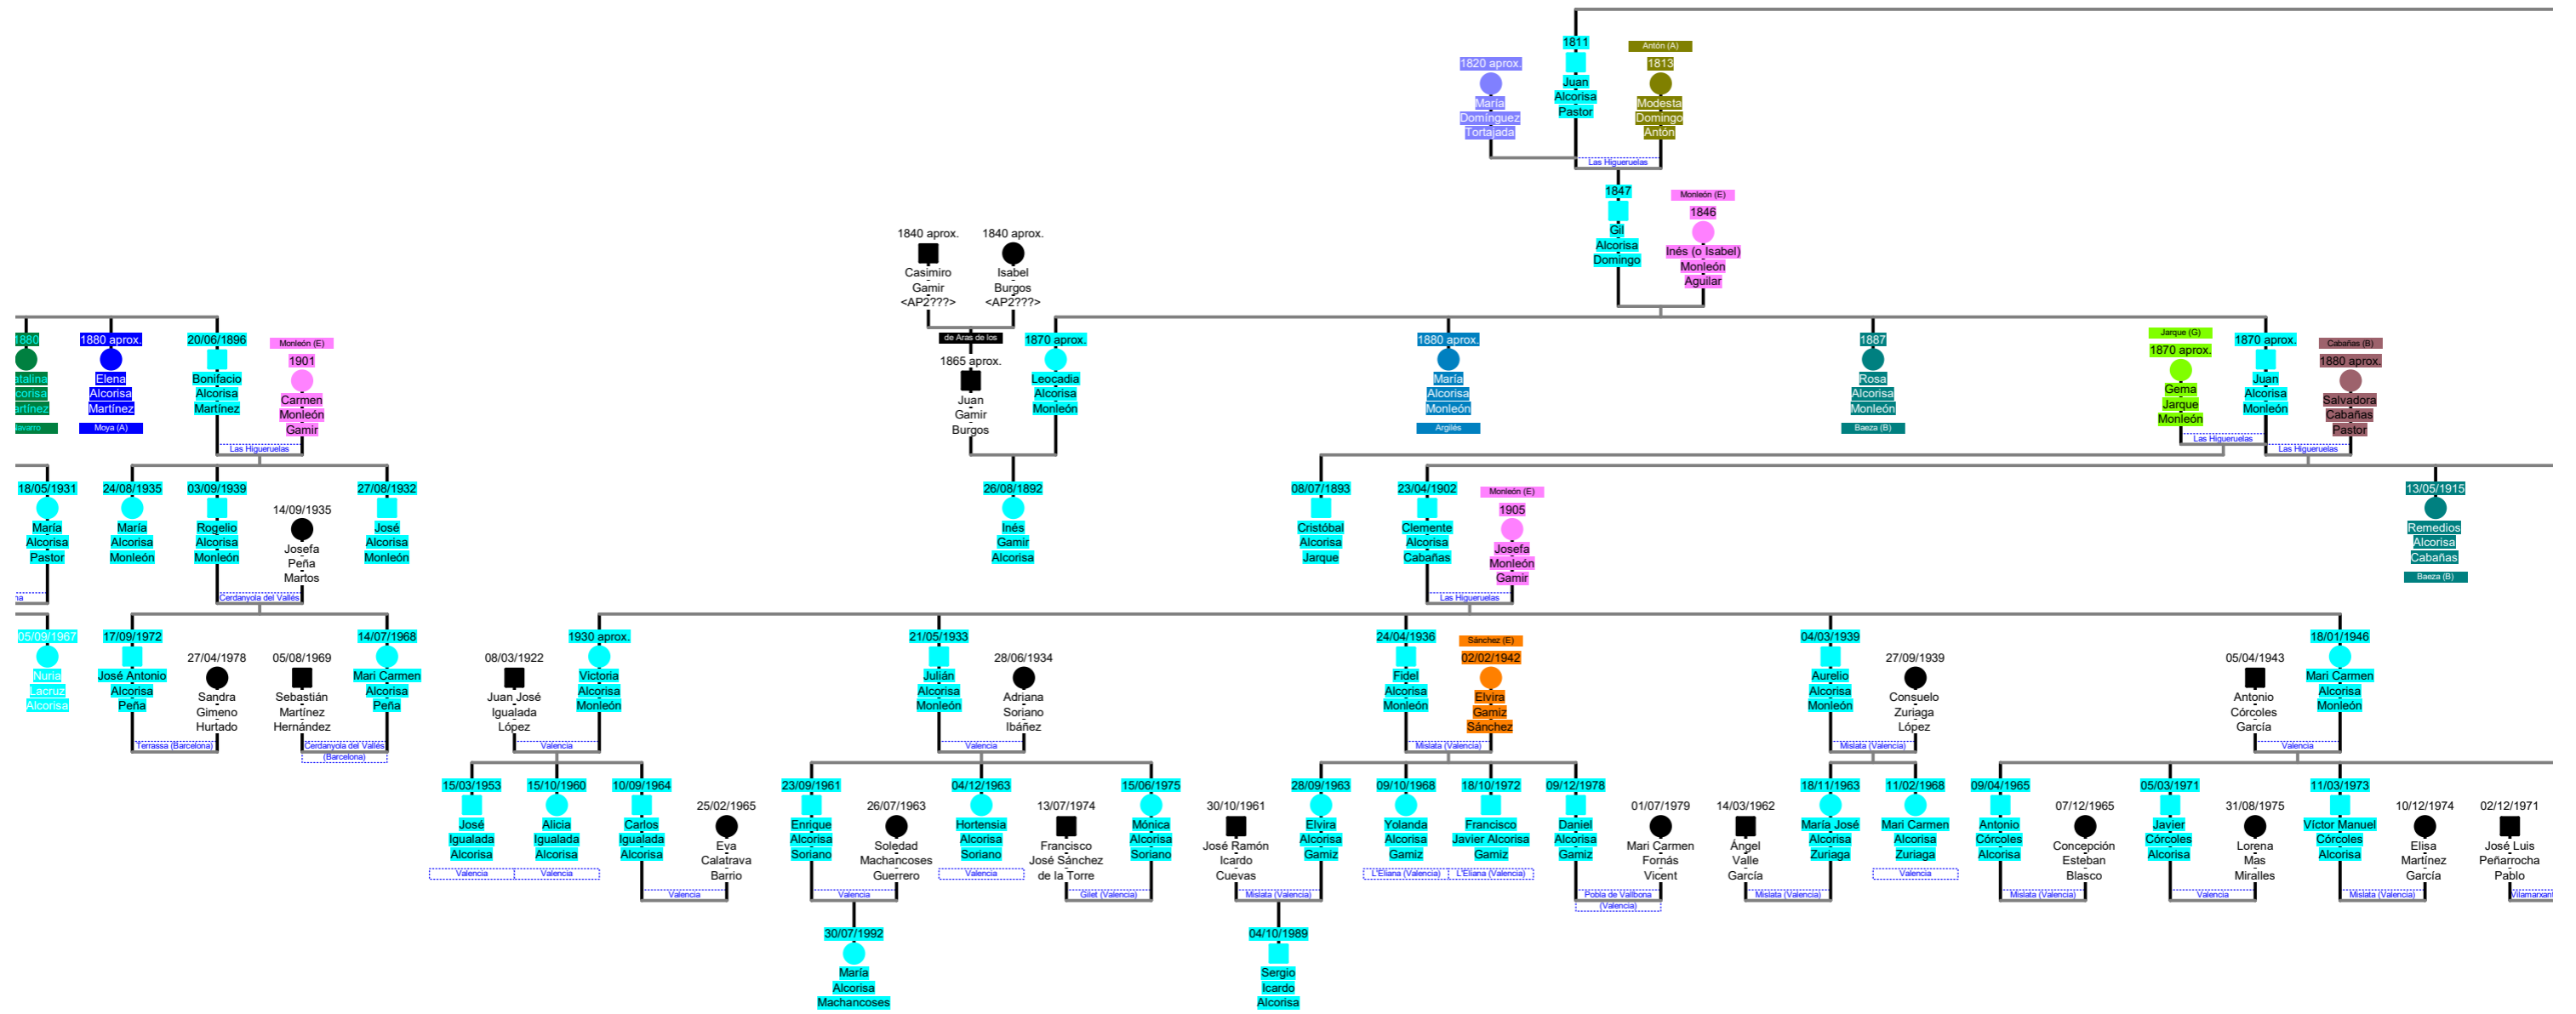 Antón (A)
1811
1820 aprox.
1813
María
Domínguez
Tortajada
Juan
Alcorisa
Pastor
Modesta
Domingo
Antón
Las Higueruelas
1847
Gil
Alcorisa
Domingo
Monleón (E)
1846
Inés (o Isabel)
Monleón
Aguilar
1840 aprox.
Casimiro
Gamir
<AP2???>
1840 aprox.
Isabel
Burgos
<AP2???>
1880
Navarro
1880 aprox.
Elena
Alcorisa
Martínez
Moya (A)
20/06/1896
Bonifacio
Alcorisa
Martínez
Monleón (E)
1901
Carmen
Monleón
Gamir
Las Higueruelas
de Aras de los
1865 aprox.
Juan
Gamir
Burgos
1870 aprox.
Leocadia
Alcorisa
Monleón
1880 aprox.
María
Alcorisa
Monleón
Argilés
1887
Rosa
Alcorisa
Monleón
Baeza (B)
Jarque (G)
1870 aprox.
Gema
Jarque
Monleón
1870 aprox.
Juan
Alcorisa
Monleón
Cabañas (B)
1880 aprox.
Salvadora
Cabañas
Pastor
Las Higueruelas
Las Higueruelas
18/05/1931
María
Alcorisa
Pastor
24/08/1935
María
Alcorisa
Monleón
03/09/1939
Rogelio
Alcorisa
Monleón
14/09/1935
Josefa
Peña
Martos
27/08/1932
José
Alcorisa
Monleón
Cerdanyola del Vallés
26/08/1892
Inés
Gamir
Alcorisa
08/07/1893
Cristóbal
Alcorisa
Jarque
23/04/1902
Clemente
Alcorisa
Cabañas
Monleón (E)
1905
Josefa
Monleón
Gamir
Las Higueruelas
13/05/1915
Remedios
Alcorisa
Cabañas
Baeza (B)
05/09/1967
Nuria
Lacruz
Alcorisa
17/09/1972
José Antonio
Alcorisa
Peña
27/04/1978
Sandra
Gimeno
Hurtado
Terrassa (Barcelona)
05/08/1969
Sebastián
Martínez
Hernández
14/07/1968
Mari Carmen
Alcorisa
Peña
Cerdanyola del Vallés
(Barcelona)
08/03/1922
Juan José
Igualada
López
1930 aprox.
Victoria
Alcorisa
Monleón
Valencia
21/05/1933
Julián
Alcorisa
Monleón
28/06/1934
Adriana
Soriano
Ibáñez
Valencia
24/04/1936
Fidel
Alcorisa
Monleón
Sánchez (E)
02/02/1942
Elvira
Gamiz
Sánchez
Mislata (Valencia)
04/03/1939
Aurelio
Alcorisa
Monleón
27/09/1939
Consuelo
Zuriaga
López
Mislata (Valencia)
05/04/1943
Antonio
Córcoles
García
18/01/1946
Mari Carmen
Alcorisa
Monleón
Valencia
15/03/1953
José
Igualada
Alcorisa
Valencia
15/10/1960
Alicia
Igualada
Alcorisa
Valencia
10/09/1964
Carlos
Igualada
Alcorisa
25/02/1965
Eva
Calatrava
Barrio
Valencia
23/09/1961
Enrique
Alcorisa
Soriano
26/07/1963
Soledad
Machancoses
Guerrero
Valencia
04/12/1963
Hortensia
Alcorisa
Soriano
Valencia
13/07/1974
Francisco
José Sánchez
de la Torre
15/06/1975
Mónica
Alcorisa
Soriano
Gilet (Valencia)
30/10/1961
José Ramón
Icardo
Cuevas
28/09/1963
Elvira
Alcorisa
Gamiz
Mislata (Valencia)
09/10/1968
Yolanda
Alcorisa
Gamiz
L'Eliana (Valencia)
18/10/1972
Francisco
Javier Alcorisa
Gamiz
L'Eliana (Valencia)
09/12/1978
Daniel
Alcorisa
Gamiz
01/07/1979
Mari Carmen
Fornás
Vicent
Pobla de Vallbona
(Valencia)
14/03/1962
Ángel
Valle
García
18/11/1963
María José
Alcorisa
Zuriaga
Mislata (Valencia)
11/02/1968
Mari Carmen
Alcorisa
Zuriaga
Valencia
09/04/1965
Antonio
Córcoles
Alcorisa
07/12/1965
Concepción
Esteban
Blasco
Mislata (Valencia)
05/03/1971
Javier
Córcoles
Alcorisa
31/08/1975
Lorena
Mas
Miralles
Valencia
11/03/1973
Víctor Manuel
Córcoles
Alcorisa
10/12/1974
Elisa
Martínez
García
Mislata (Valencia)
02/12/1971
José Luis
Peñarrocha
Pablo
30/07/1992
María
Alcorisa
Machancoses
04/10/1989
Sergio
Icardo
Alcorisa